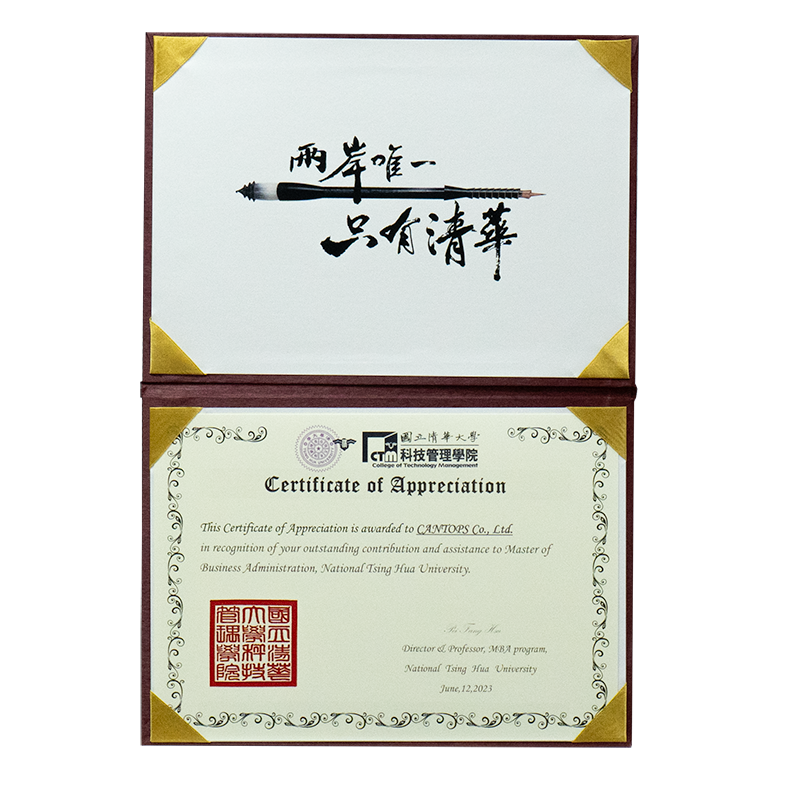 兩岸唯一
只有清華
國立清華大學
CTM 科技管理學院
College of Technology Management
Certificate of Appreciation
This Certificate of Appreciation is awarded to CANTOPS Co., Ltd.
in recognition of your outstanding contribution and assistance to Master of
Business Administration, National Tsing Hua University.
國立清華
大學科技
管理學院
Director & Professor, MBA program,
National Tsing Hua University
June,12,2023